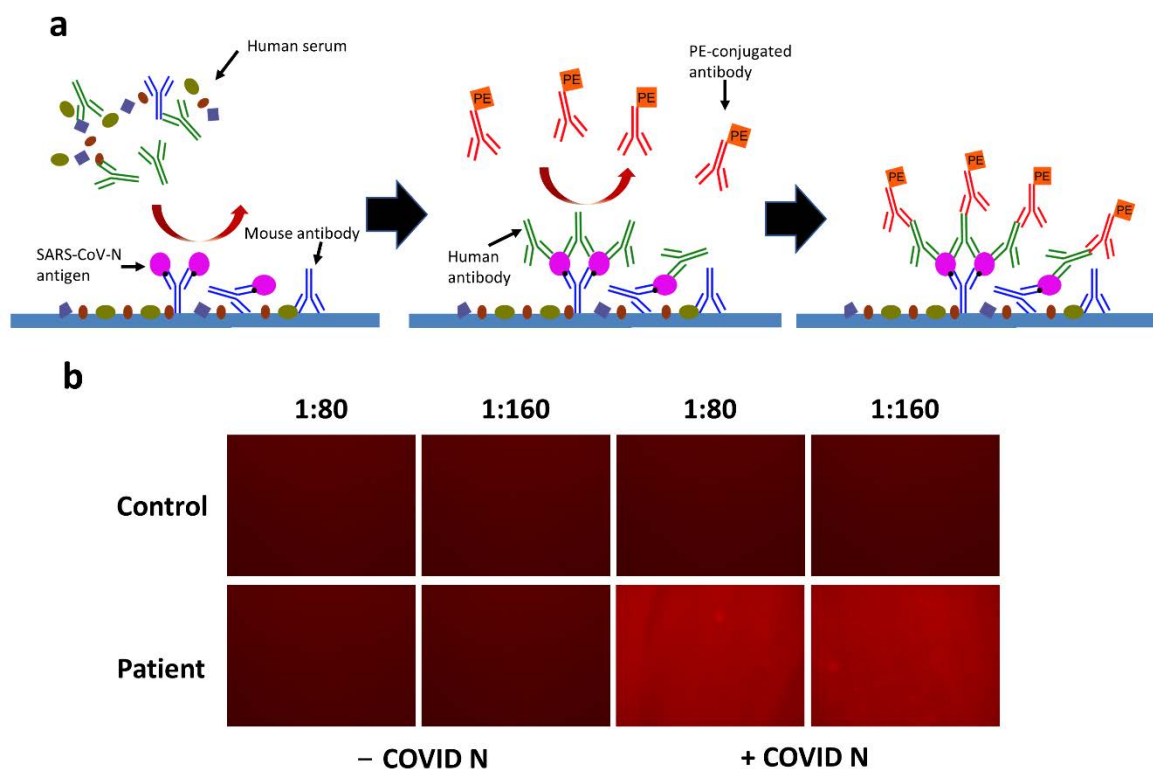 a
Human serum
SARS-CoV-N
antigen
Mouse antibody
PE
PE
PE
PE
PE-conjugated
antibody
Human
antibody
PE
PE
PE
PE
b
1:80 1:160 1:80 1:160
Control
Patient
– COVID N + COVID N